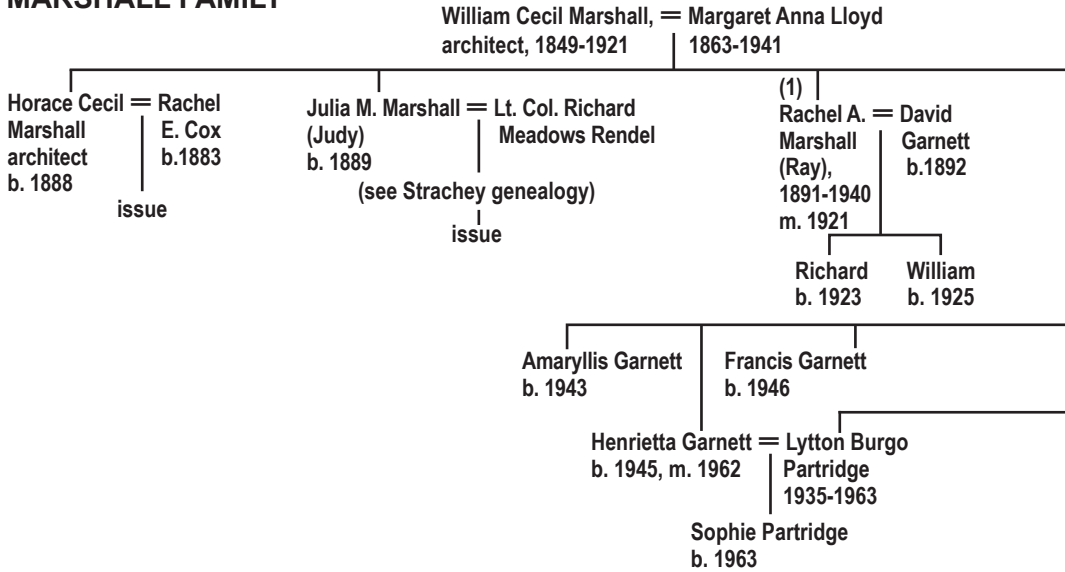 MARSHALL FAMILY
William Cecil Marshall, = Margaret Anna Lloyd
architect, 1849-1921
1863-1941
Horace Cecil = Rachel
Marshall
architect
b. 1888
E. Cox
b.1883
issue
Julia M. Marshall = Lt. Col. Richard
(Judy)
b. 1889
Meadows Rendel
(see Strachey genealogy)
issue
(1)
Rachel A. = David
Marshall
(Ray),
1891-1940
m. 1921
Garnett
b.1892
Richard
b. 1923
William
b. 1925
Amaryllis Garnett
b. 1943
Francis Garnett
b. 1946
Henrietta Garnett = Lytton Burgo
b. 1945, m. 1962
Partridge
1935-1963
Sophie Partridge
b. 1963